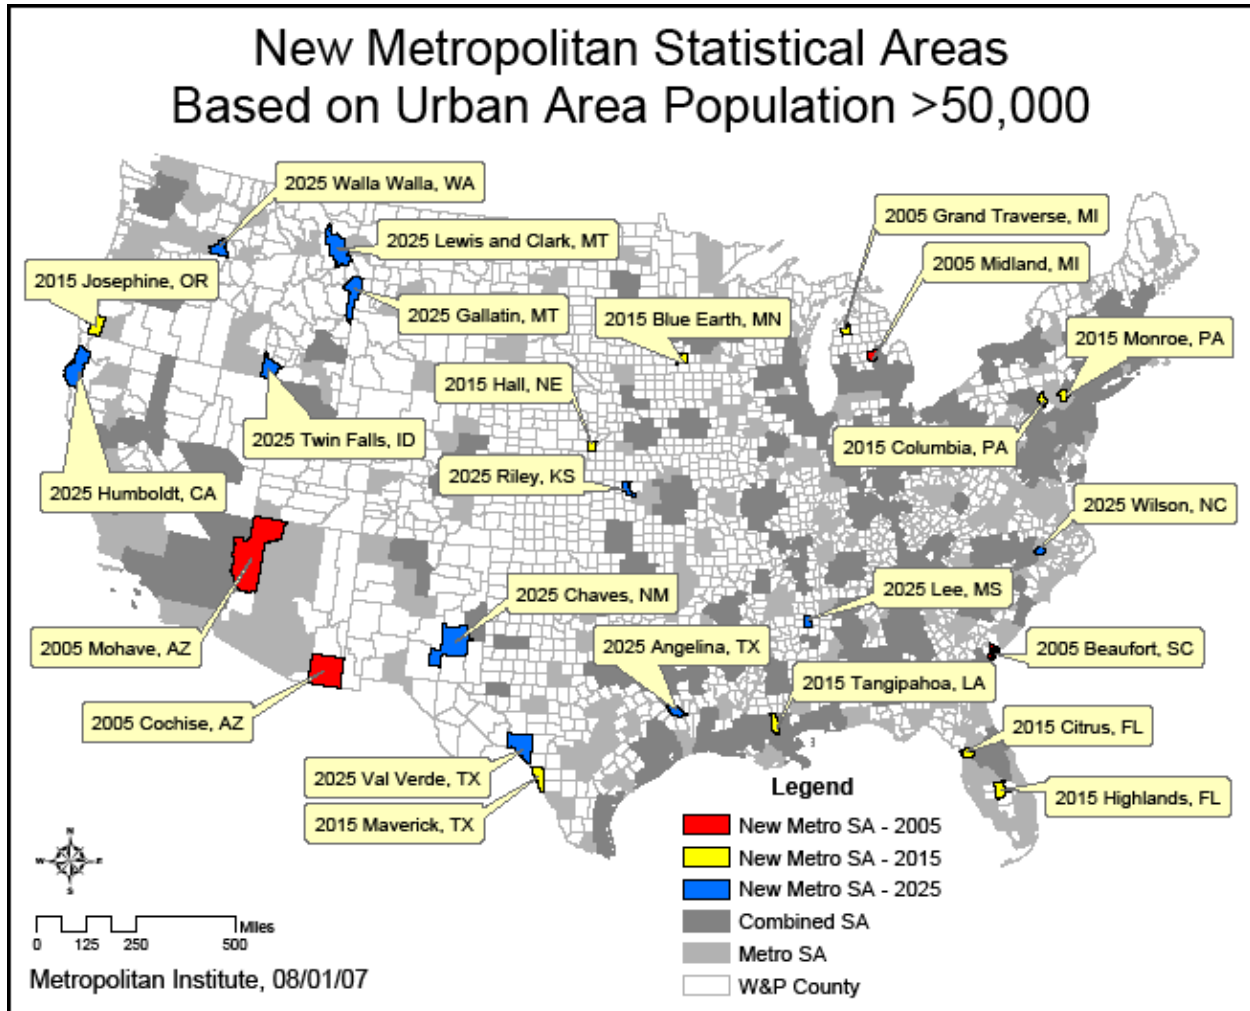 New Metropolitan Statistical Areas
Based on Urban Area Population >50,000
2025 Walla Walla, WA
2025 Lewis and Clark, MT
2005 Grand Traverse, MI
2005 Midland, MI
2015 Josephine, OR
2025 Gallatin, MT
2015 Blue Earth, MN
2015 Monroe, PA
2015 Hall, NE
2025 Twin Falls, ID
2015 Columbia, PA
2025 Riley, KS
2025 Humboldt, CA
2025 Wilson, NC
2025 Chaves, NM
2025 Lee, MS
2005 Mohave, AZ
2025 Angelina, TX
2005 Beaufort, SC
2015 Tangipahoa, LA
2005 Cochise, AZ
2015 Citrus, FL
2025 Val Verde, TX
2015 Highlands, FL
2015 Maverick, TX
Legend
New Metro SA - 2005
New Metro SA - 2015
New Metro SA - 2025
Combined SA
Metro SA
W&P County
N
W E
S
Miles
0 125 250 500
Metropolitan Institute, 08/01/07